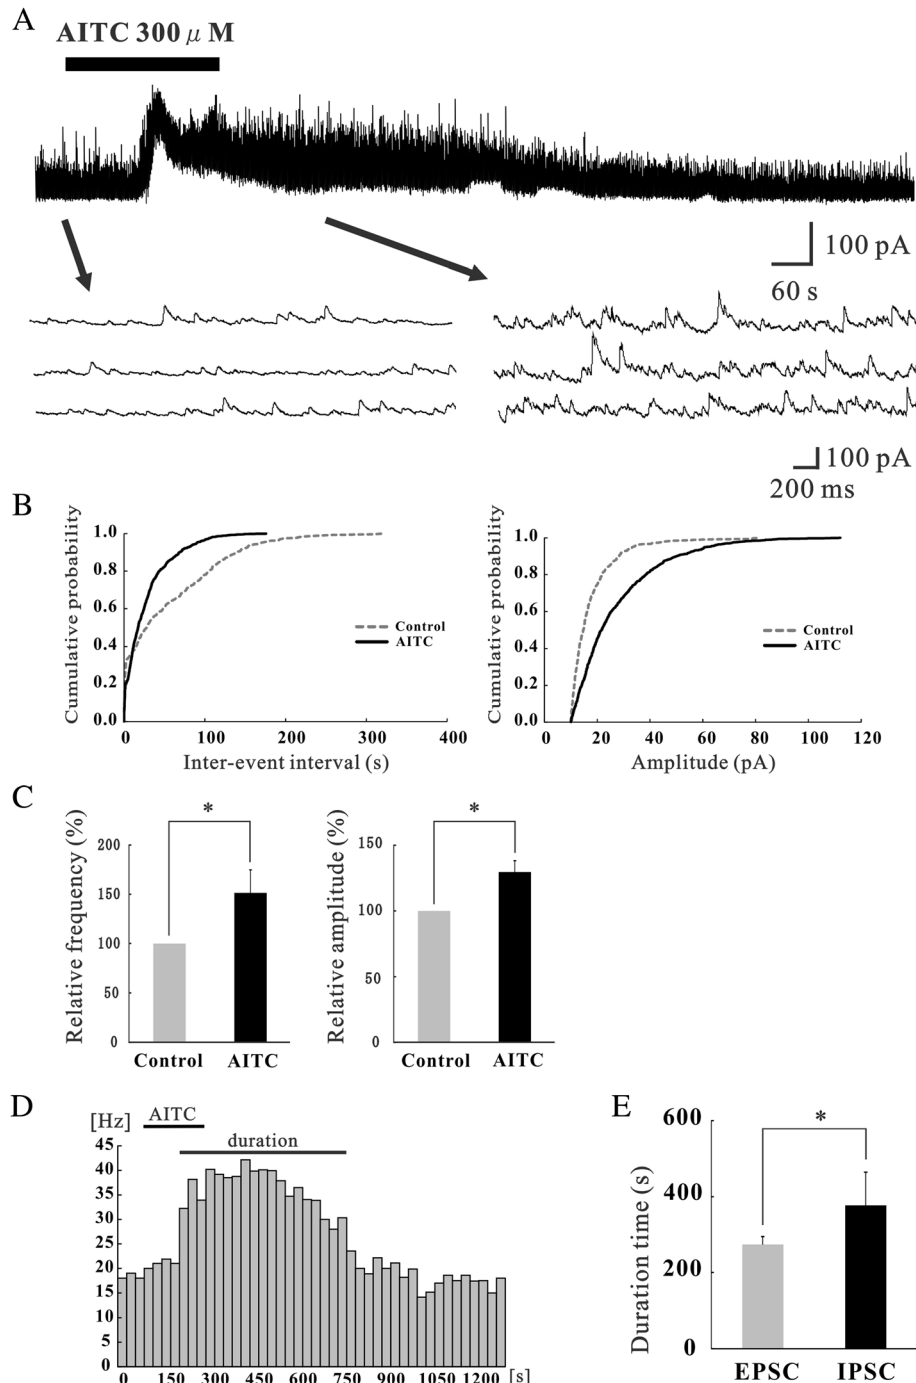 A
AITC 300 μM
100 pA
60 s
100 pA
200 ms
B
Cumulative probability
1.0
0.8
0.6
0.4
0.2
0.0
Control
AITC
0 100 200 300 400
Inter-event interval (s)
Cumulative probability
1.0
0.8
0.6
0.4
0.2
0.0
Control
AITC
0 20 40 60 80 100 120
Amplitude (pA)
C
Relative frequency (%)
200
150
100
50
0
*
Control AITC
Relative amplitude (%)
150
100
50
0
*
Control AITC
D
[Hz]
AITC
duration
45
40
35
30
25
20
15
10
5
0
0 150 300 450 600 750 900 1050 1200 [s]
E
Duration time (s)
600
400
200
0
*
EPSC IPSC